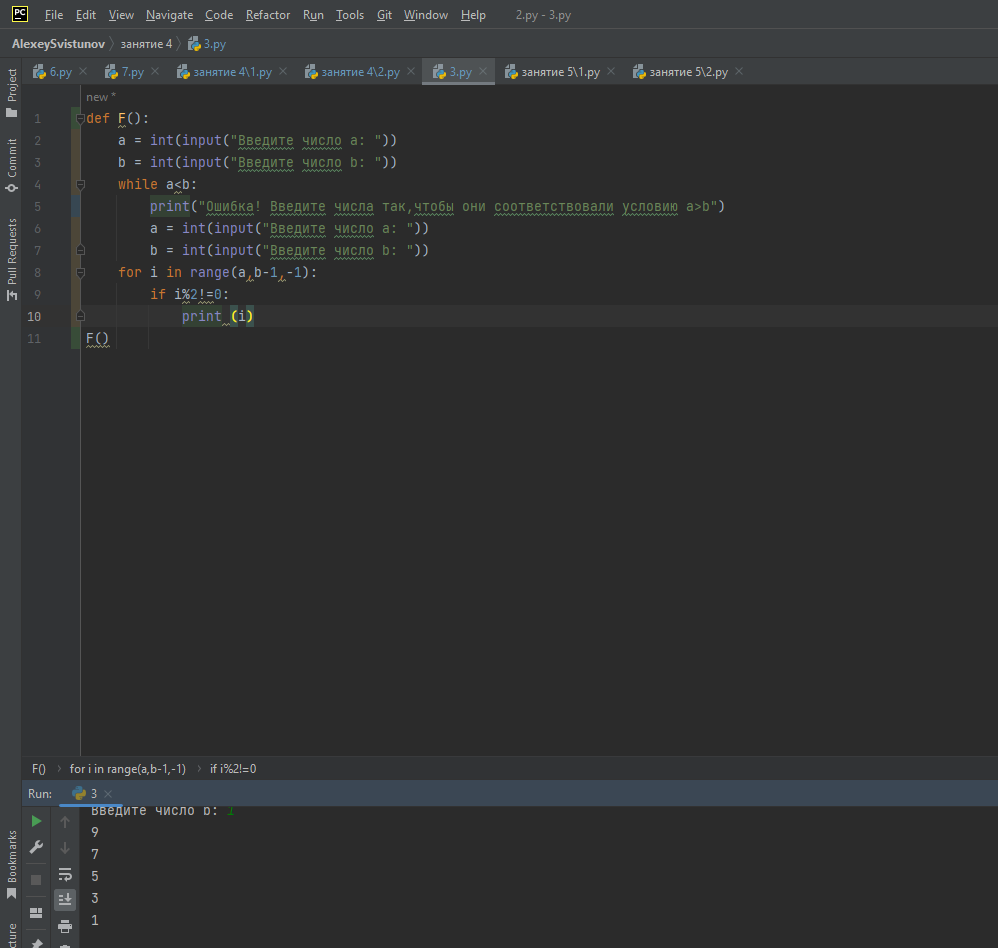 PC File Edit View Navigate Code Refactor Run Tools Git Window Help 2.py - 3.py
AlexeySvistunov занятие 4 3.py
6.py 7.py занятие 4\1.py занятие 4\2.py 3.py занятие 5\1.py занятие 5\2.py
Project
Commit
Pull Requests
new *
1 def F():
2 a = int(input("Введите число a: "))
3 b = int(input("Введите число b: "))
4 while a<b:
5 print("Ошибка! Введите числа так,чтобы они соответствовали условию a>b")
6 a = int(input("Введите число a: "))
7 b = int(input("Введите число b: "))
8 for i in range(a,b-1,-1):
9 if i%2!=0:
10 print (i)
11 F()
F() for i in range(a,b-1,-1) if i%2!=0
Run: 3
Введите число b: 1
9
7
5
3
1
Bookmarks
cture